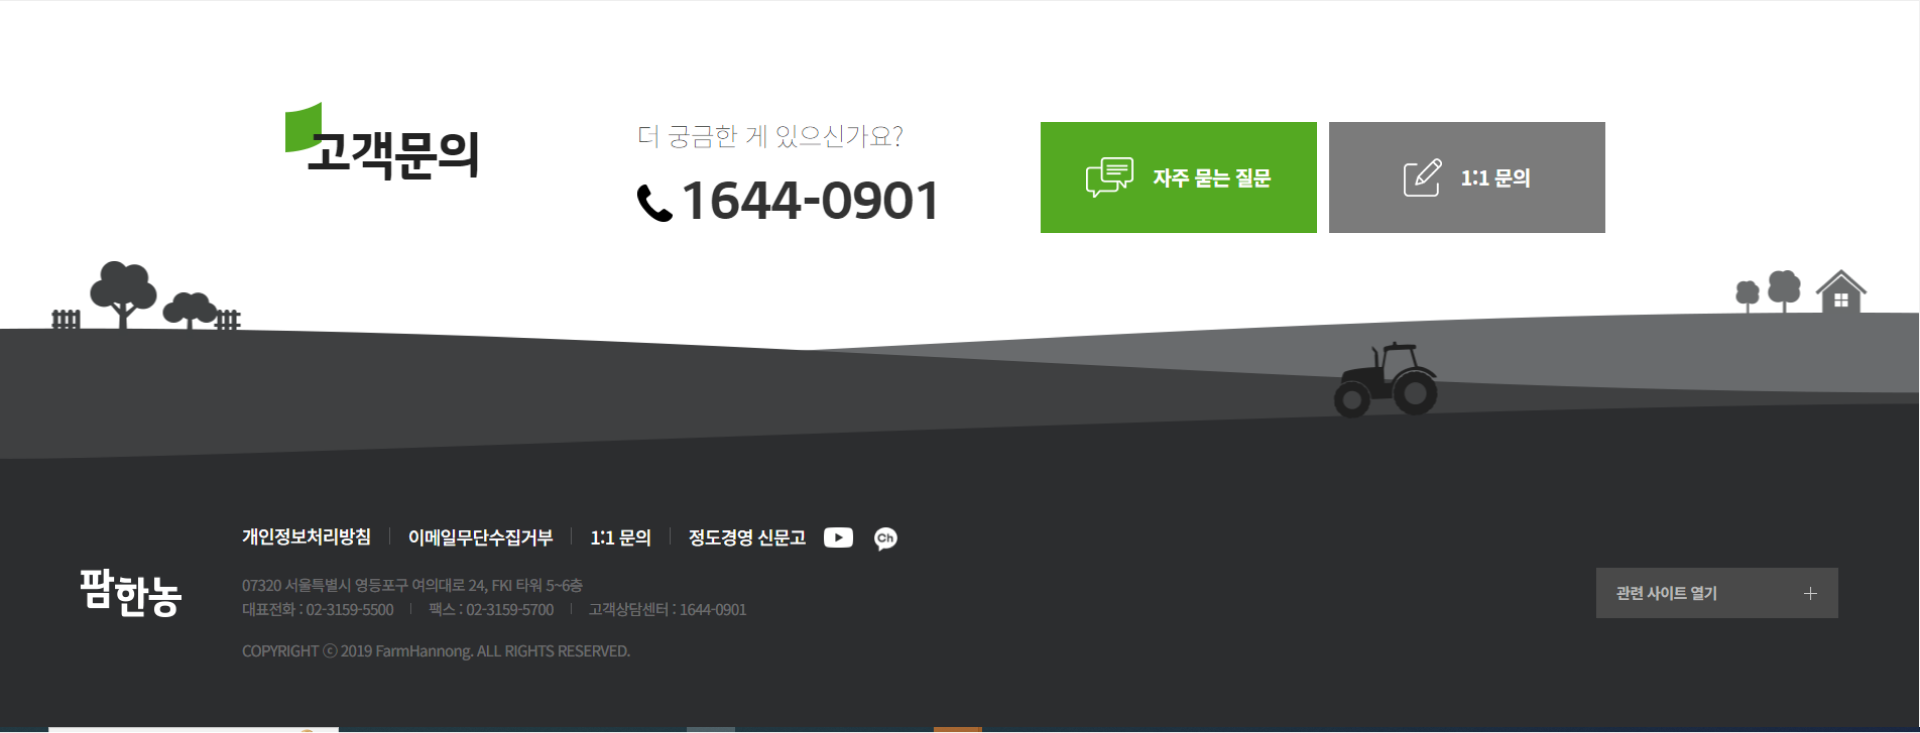 고객문의
더 궁금한 게 있으신가요?
1644-0901
자주 묻는 질문
1:1 문의
개인정보처리방침 이메일무단수집거부 1:1 문의 정도경영 신문고 Ch
팜한농
07320 서울특별시 영등포구 여의대로 24, FKI 타워 5~6층
대표전화 : 02-3159-5500 팩스 : 02-3159-5700 고객상담센터 : 1644-0901
COPYRIGHT ⓒ 2019 FarmHannong. ALL RIGHTS RESERVED.
관련 사이트 열기